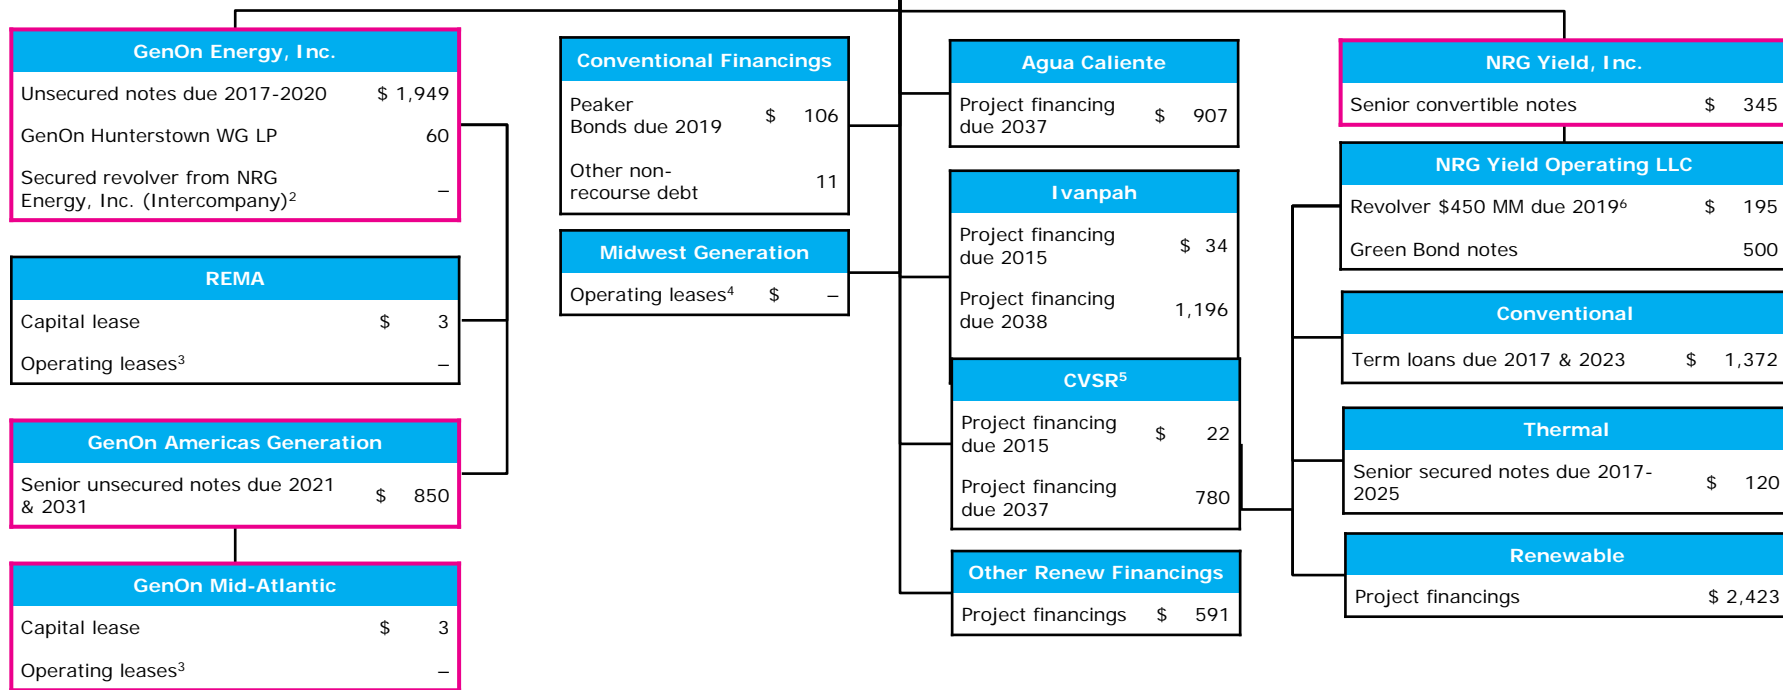 GenOn Energy, Inc.
Unsecured notes due 2017-2020 $ 1,949
GenOn Hunterstown WG LP 60
Secured revolver from NRG
Energy, Inc. (Intercompany)2 –
REMA
Capital lease $ 3
Operating leases3 –
GenOn Americas Generation
Senior unsecured notes due 2021
& 2031 $ 850
GenOn Mid-Atlantic
Capital lease $ 3
Operating leases3 –
Conventional Financings
Peaker
Bonds due 2019 $ 106
Other non-
recourse debt 11
Midwest Generation
Operating leases4 $ –
Agua Caliente
Project financing
due 2037 $ 907
Ivanpah
Project financing
due 2015 $ 34
Project financing
due 2038 1,196
CVSR5
Project financing
due 2015 $ 22
Project financing
due 2037 780
Other Renew Financings
Project financings $ 591
NRG Yield, Inc.
Senior convertible notes $ 345
NRG Yield Operating LLC
Revolver $450 MM due 20196 $ 195
Green Bond notes 500
Conventional
Term loans due 2017 & 2023 $ 1,372
Thermal
Senior secured notes due 2017-
2025 $ 120
Renewable
Project financings $ 2,423